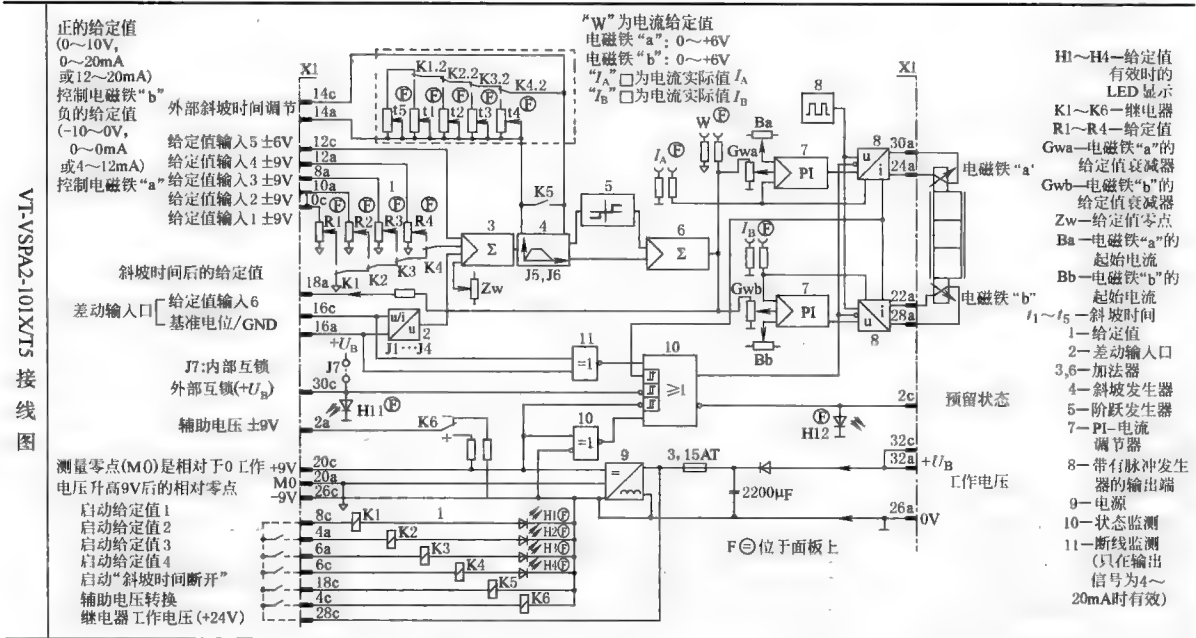 VT-VSPA2-101X/T5 接线图
正的给定值
(0～10V,
0～20mA
或12～20mA)
控制电磁铁“b”
负的给定值
(-10～0V,
0～0mA
或4～12mA)
控制电磁铁“a”
外部斜坡时间调节
给定值输入5 ±6V
给定值输入4 ±9V
给定值输入3 ±9V
给定值输入2 ±9V
给定值输入1 ±9V
斜坡时间后的给定值
差动输入口
给定值输入6
基准电位/GND
J7:内部互锁
外部互锁(+U_B)
辅助电压 ±9V
测量零点(M0)是相对于0工作 +9V
电压升高9V后的相对零点 M0
-9V
启动给定值1
启动给定值2
启动给定值3
启动给定值4
启动“斜坡时间断开”
辅助电压转换
继电器工作电压(+24V)
X1
14c
14a
12c
12a
8a
10a
10c
18a
16c
16a
30c
2a
20c
20a
26c
8c
4a
6a
6c
18c
4c
28c
K1.2
K2.2
K3.2
K4.2
Ⓕ Ⓕ Ⓕ Ⓕ Ⓕ
t5 t1 t2 t3 t4
1
Ⓕ Ⓕ Ⓕ Ⓕ
R1 R2 R3 R4
K1 K2 K3 K4
3
Σ
Zw
K5
4
J5,J6
5
6
Σ
u/i
u
2
J1…J4
+U_B
J7
H11Ⓕ
K6
+
11
=1
10
≥1
10
=1
9
=
3,15AT
2200μF
K1 1 H1Ⓕ
K2 H2Ⓕ
K3 H3Ⓕ
K4 H4Ⓕ
K5
K6
“W”为电流给定值
电磁铁“a”: 0～+6V
电磁铁“b”: 0～+6V
“I_A”□为电流实际值 I_A
“I_B”□为电流实际值 I_B
W Ⓕ
I_A Ⓕ
Ba
Gwa
7
PI
8
8
u
i
I_B Ⓕ
Gwb
7
PI
Bb
u
i
8
Ⓕ
H12
F㊂位于面板上
X1
30a
24a
电磁铁“a”
22a
28a
电磁铁“b”
2c
预留状态
32c
32a +U_B
工作电压
26a 0V
H1～H4—给定值
有效时的
LED显示
K1～K6—继电器
R1～R4—给定值
Gwa—电磁铁“a”的
给定值衰减器
Gwb—电磁铁“b”的
给定值衰减器
Zw—给定值零点
Ba—电磁铁“a”的
起始电流
Bb—电磁铁“b”的
起始电流
t₁～t₅—斜坡时间
1—给定值
2—差动输入口
3,6—加法器
4—斜坡发生器
5—阶跃发生器
7—PI-电流
调节器
8—带有脉冲发生
器的输出端
9—电源
10—状态监测
11—断线监测
(只在输出
信号为4～
20mA时有效)